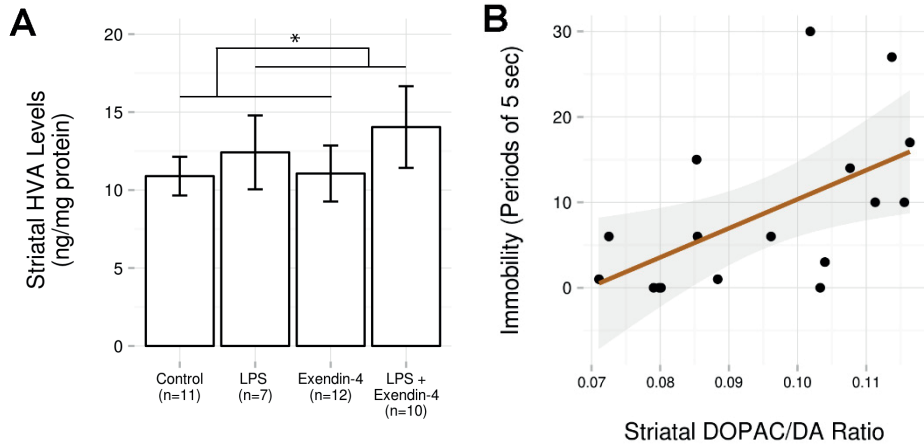 A
Striatal HVA Levels
(ng/mg protein)
20
15
10
5
0
*
Control
(n=11)
LPS
(n=7)
Exendin-4
(n=12)
LPS +
Exendin-4
(n=10)
B
Immobility (Periods of 5 sec)
30
20
10
0
0.07
0.08
0.09
0.10
0.11
Striatal DOPAC/DA Ratio